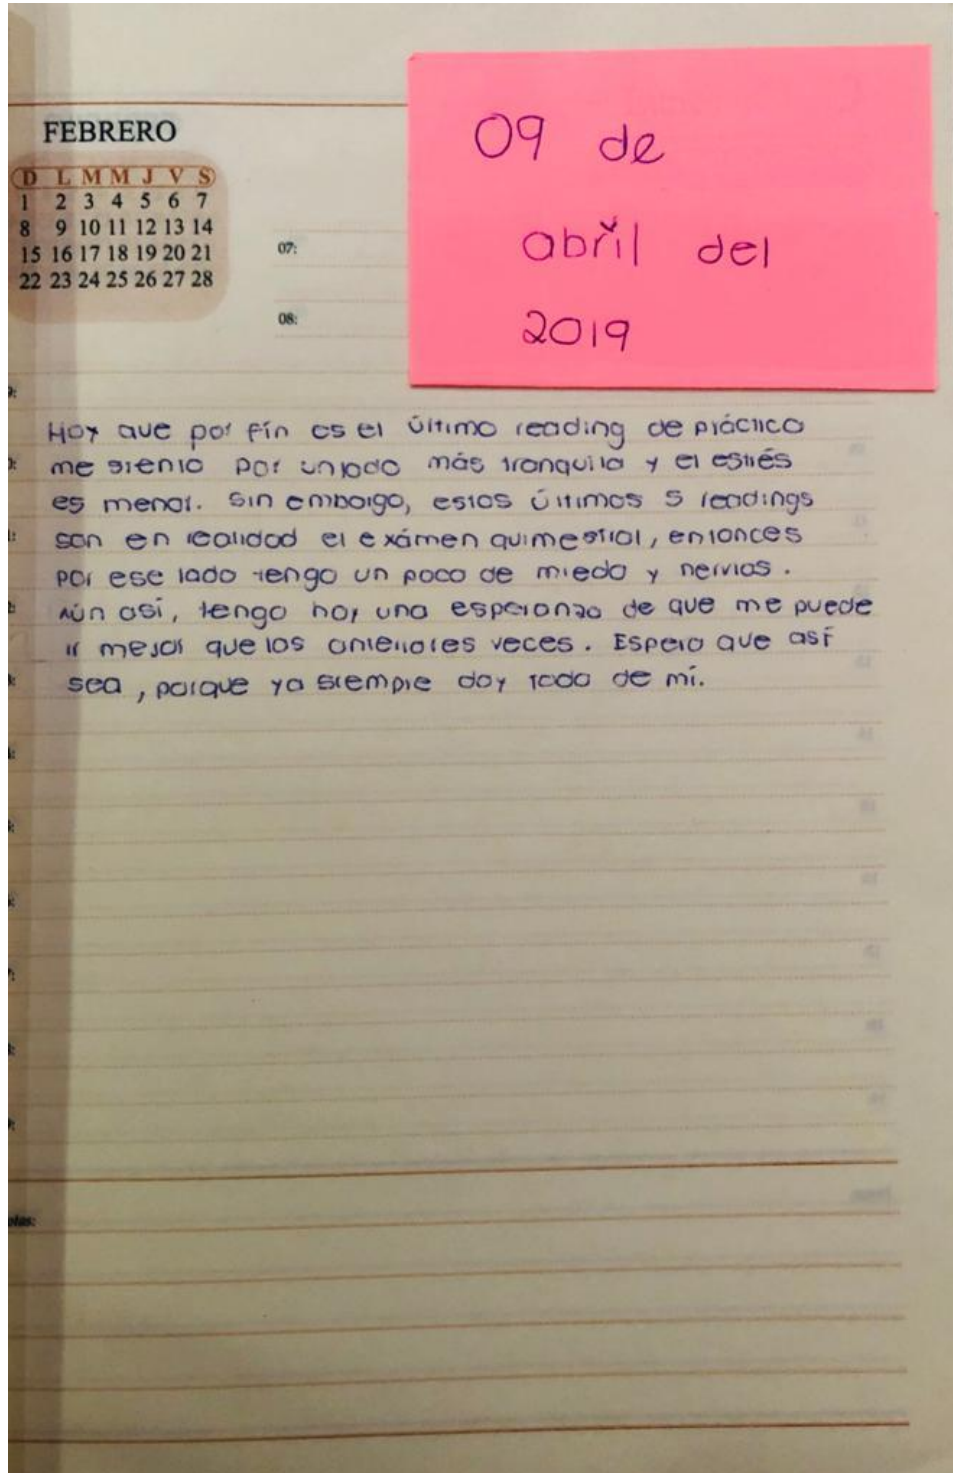 FEBRERO
D L M M J V S
1 2 3 4 5 6 7
8 9 10 11 12 13 14
15 16 17 18 19 20 21
22 23 24 25 26 27 28
09 de
abril del
2019
07:
08:
Hoy que por fín es el último reading de práctica
me siento por un lado más tranquila y el estrés
es menor. Sin embargo, estos últimos 5 readings
son en realidad el exámen quimestral, entonces
por ese lado tengo un poco de miedo y nervios.
Aún así, tengo hoy una esperanza de que me puede
ir mejor que los anteriores veces. Espero que así
sea, porque yo siempre doy todo de mí.